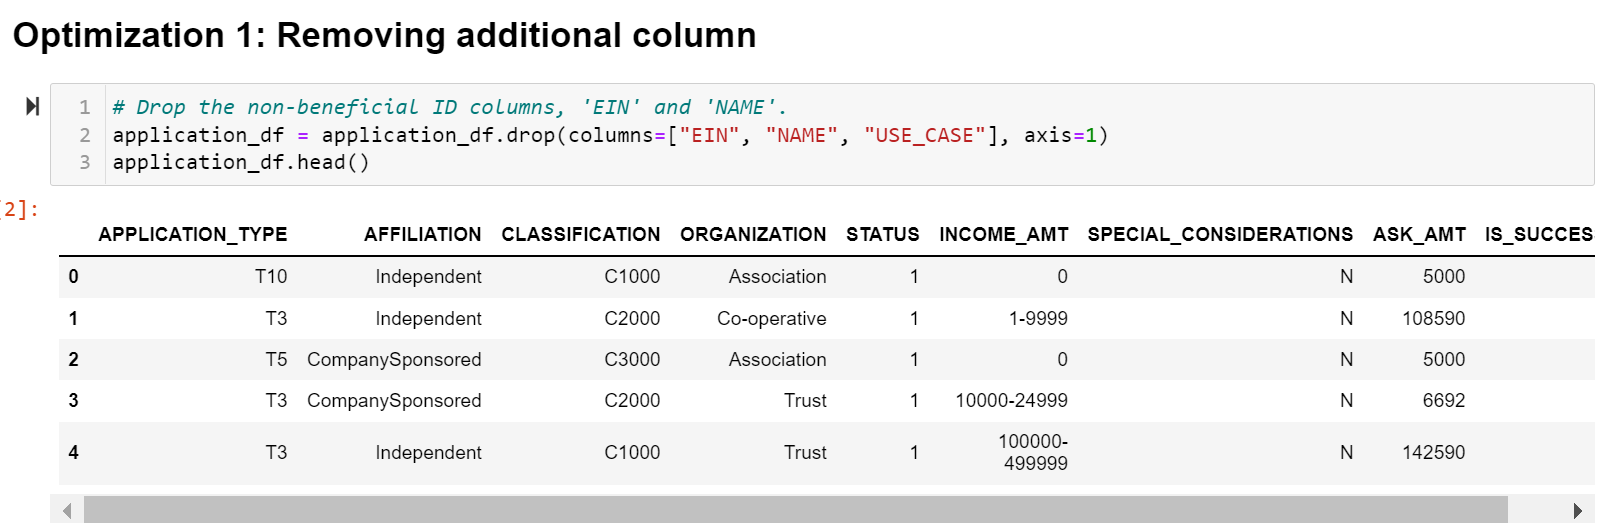 Optimization 1: Removing additional column
1 # Drop the non-beneficial ID columns, 'EIN' and 'NAME'.
2 application_df = application_df.drop(columns=["EIN", "NAME", "USE_CASE"], axis=1)
3 application_df.head()
[2]:
APPLICATION_TYPE AFFILIATION CLASSIFICATION ORGANIZATION STATUS INCOME_AMT SPECIAL_CONSIDERATIONS ASK_AMT IS_SUCCES
0 T10 Independent C1000 Association 1 0 N 5000
1 T3 Independent C2000 Co-operative 1 1-9999 N 108590
2 T5 CompanySponsored C3000 Association 1 0 N 5000
3 T3 CompanySponsored C2000 Trust 1 10000-24999 N 6692
4 T3 Independent C1000 Trust 1 100000-
499999 N 142590